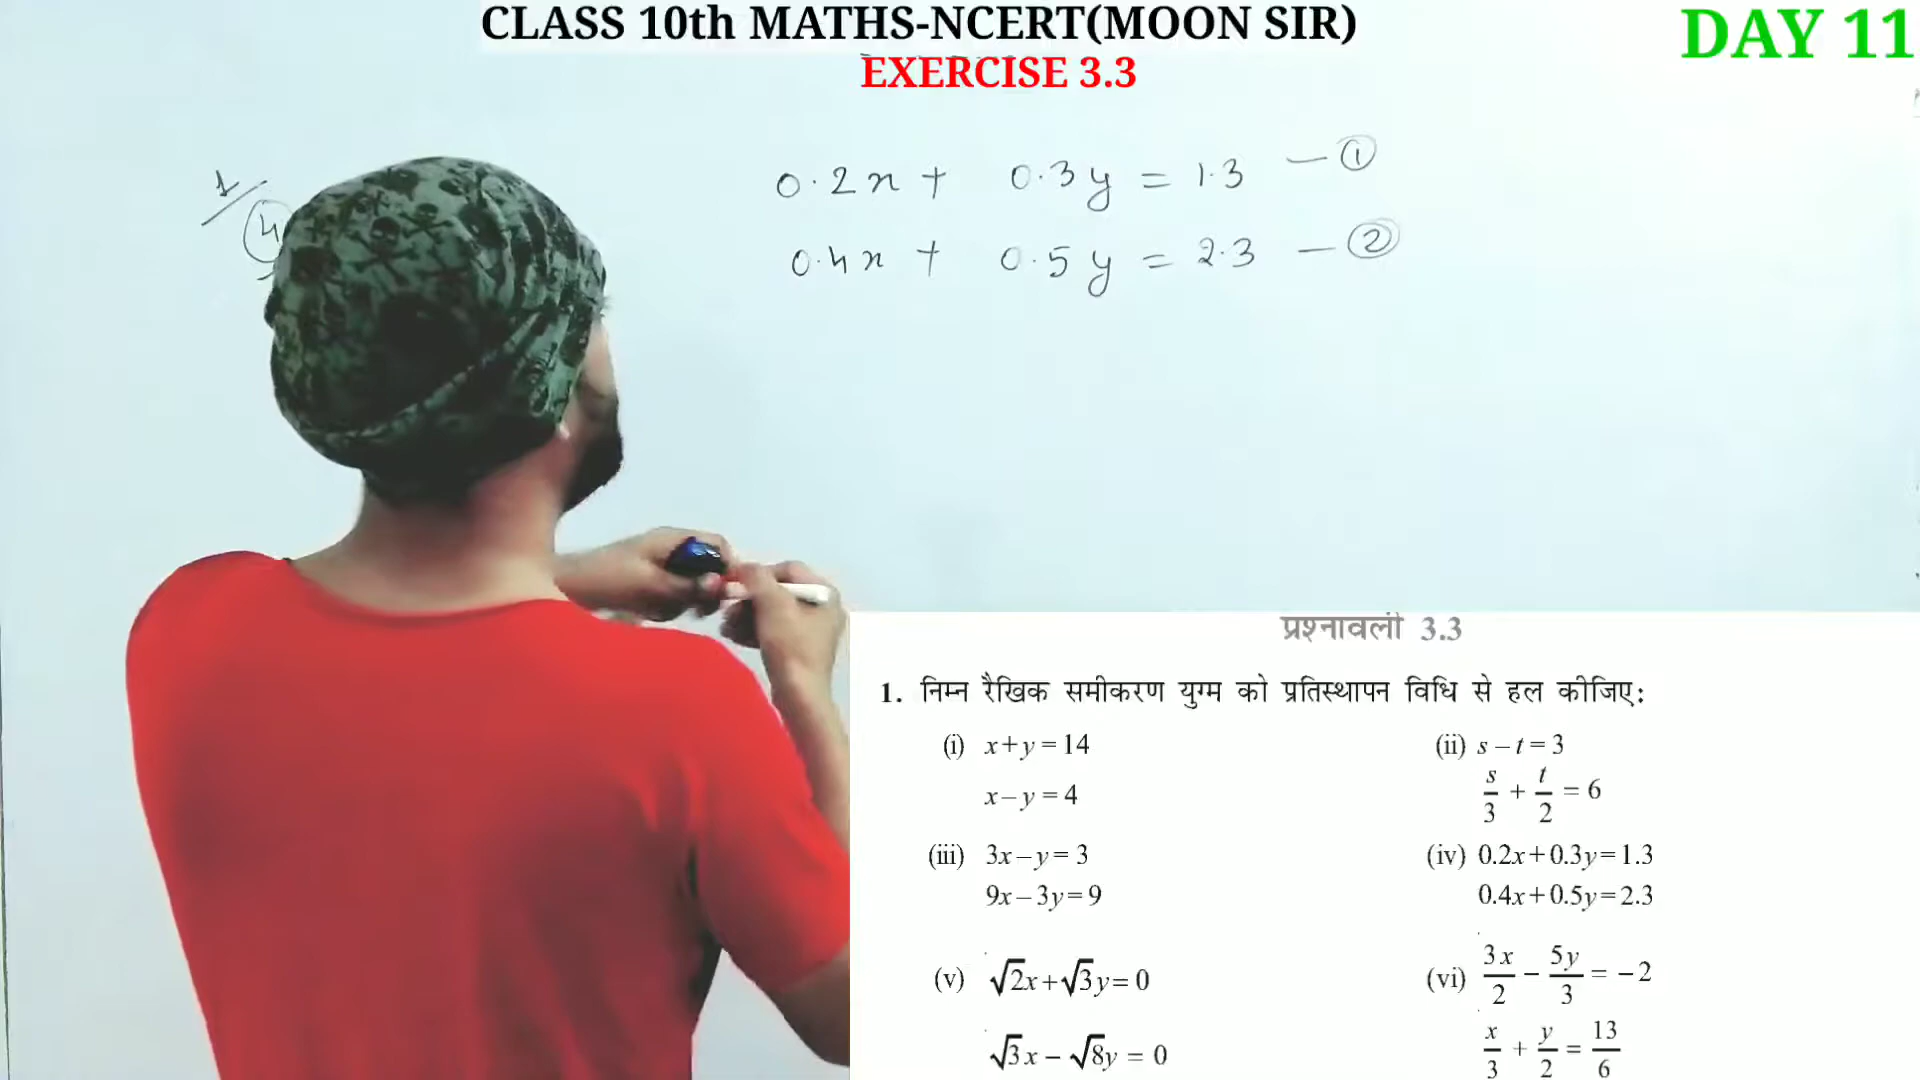 CLASS 10th MATHS-NCERT(MOON SIR)
DAY 11
EXERCISE 3.3
1/4
0.2x + 0.3y = 1.3 — ①
0.4x + 0.5y = 2.3 — ②
प्रश्नावली 3.3
1. निम्न रैखिक समीकरण युग्म को प्रतिस्थापन विधि से हल कीजिए:
(i) x+y=14
x–y=4
(ii) s–t=3
s/3 + t/2 = 6
(iii) 3x–y=3
9x–3y=9
(iv) 0.2x+0.3y=1.3
0.4x+0.5y=2.3
(v) √2x+√3y=0
√3x – √8y = 0
(vi) 3x/2 – 5y/3 = –2
x/3 + y/2 = 13/6